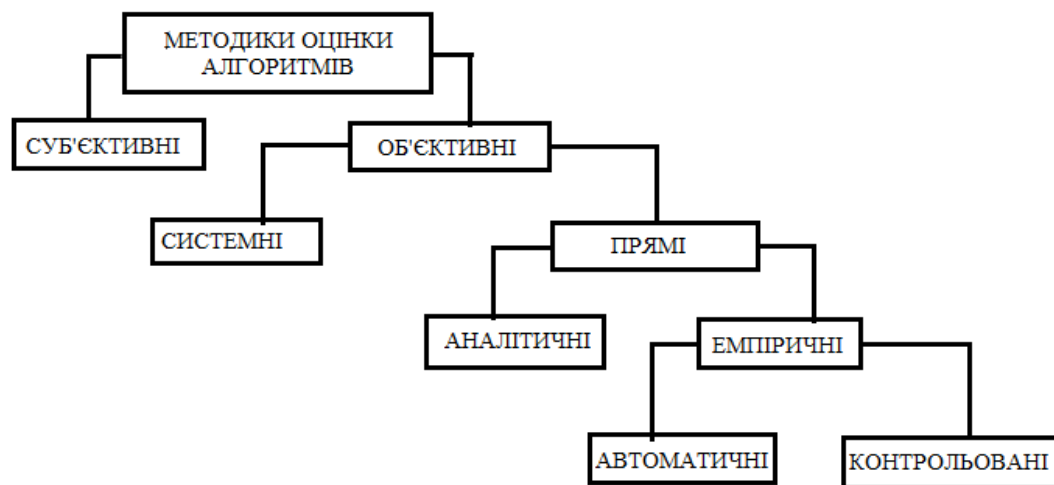 МЕТОДИКИ ОЦІНКИ
АЛГОРИТМІВ
СУБ'ЄКТИВНІ
ОБ'ЄКТИВНІ
СИСТЕМНІ
ПРЯМІ
АНАЛІТИЧНІ
ЕМПІРИЧНІ
АВТОМАТИЧНІ
КОНТРОЛЬОВАНІ